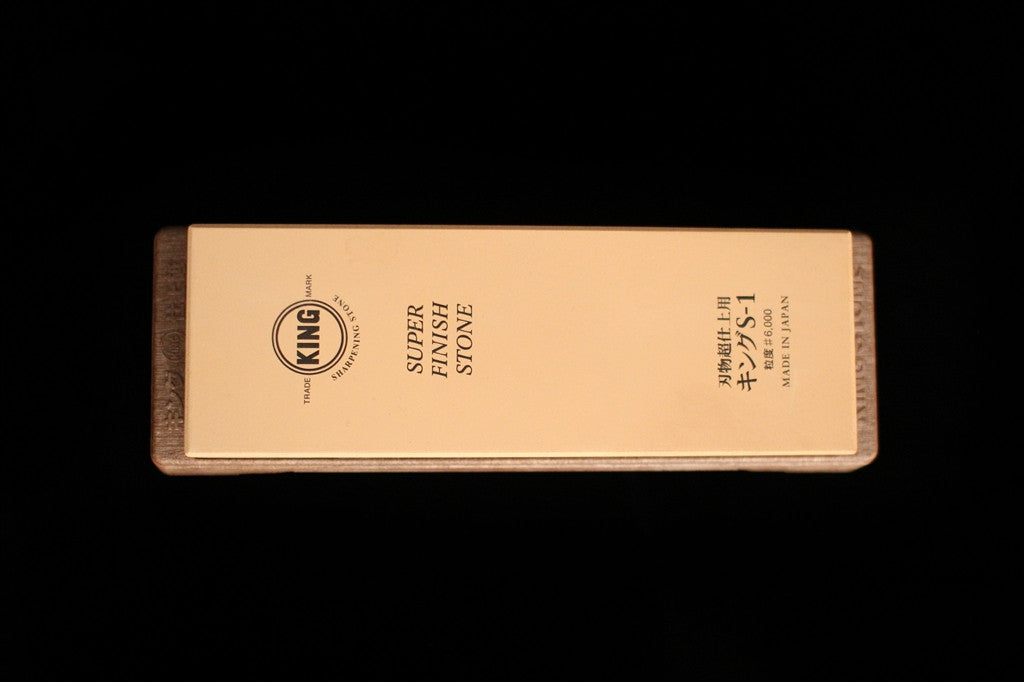 TRADE MARK
KING
SHARPENING STONE
SUPER
FINISH
STONE
刃物超仕上用
キングS-1
粒度#6,000
MADE IN JAPAN